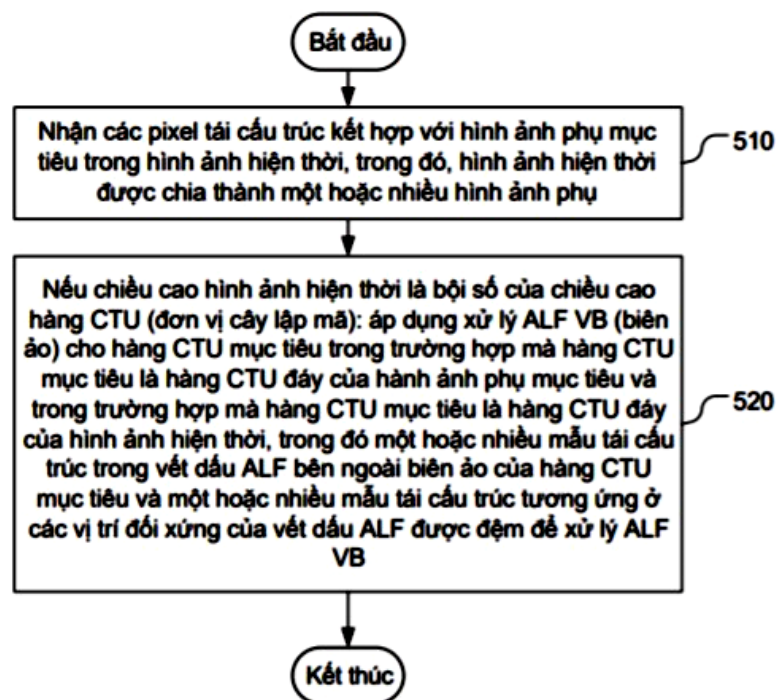 Bắt đầu
Nhận các pixel tái cấu trúc kết hợp với hình ảnh phụ mục
tiêu trong hình ảnh hiện thời, trong đó, hình ảnh hiện thời
được chia thành một hoặc nhiều hình ảnh phụ
510
Nếu chiều cao hình ảnh hiện thời là bội số của chiều cao
hàng CTU (đơn vị cây lập mã): áp dụng xử lý ALF VB (biên
ảo) cho hàng CTU mục tiêu trong trường hợp mà hàng CTU
mục tiêu là hàng CTU đáy của hành ảnh phụ mục tiêu và
trong trường hợp mà hàng CTU mục tiêu là hàng CTU đáy
của hình ảnh hiện thời, trong đó một hoặc nhiều mẫu tái cấu
trúc trong vết dấu ALF bên ngoài biên ảo của hàng CTU
mục tiêu và một hoặc nhiều mẫu tái cấu trúc tương ứng ở
các vị trí đối xứng của vết dấu ALF được đệm để xử lý ALF
VB
520
Kết thúc